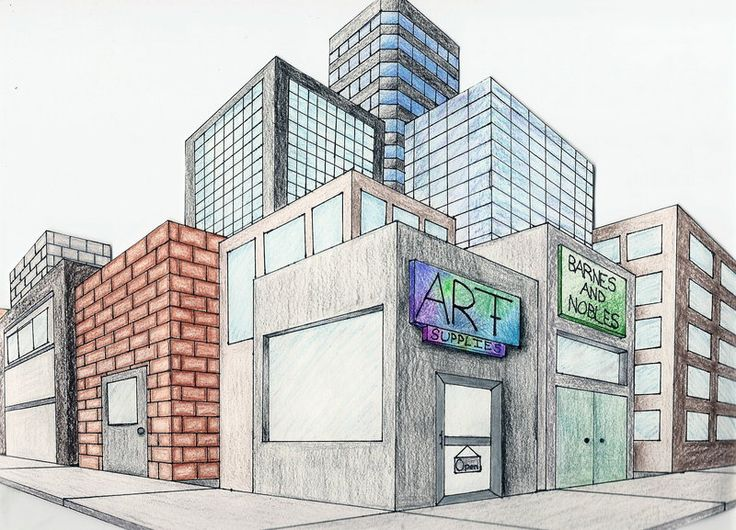 ART
SUPPLIES
Open
BARNES
AND
NOBLES